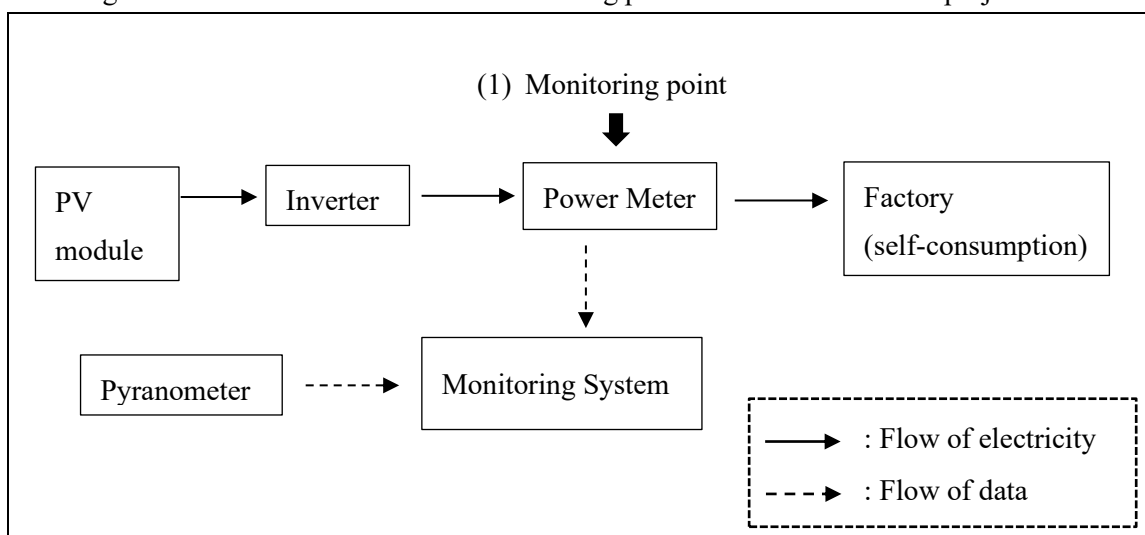 (1) Monitoring point
PV
module
Inverter
Power Meter
Factory
(self-consumption)
Pyranometer
Monitoring System
: Flow of electricity
: Flow of data